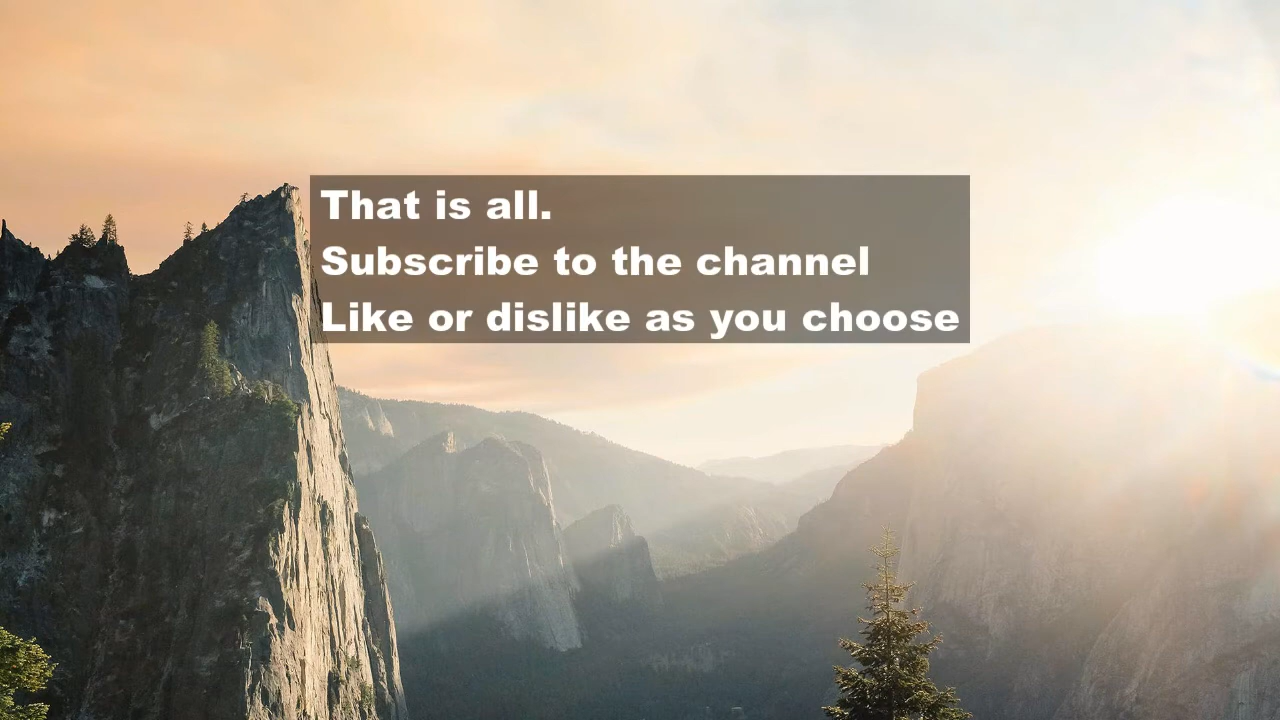 That is all.
Subscribe to the channel
Like or dislike as you choose